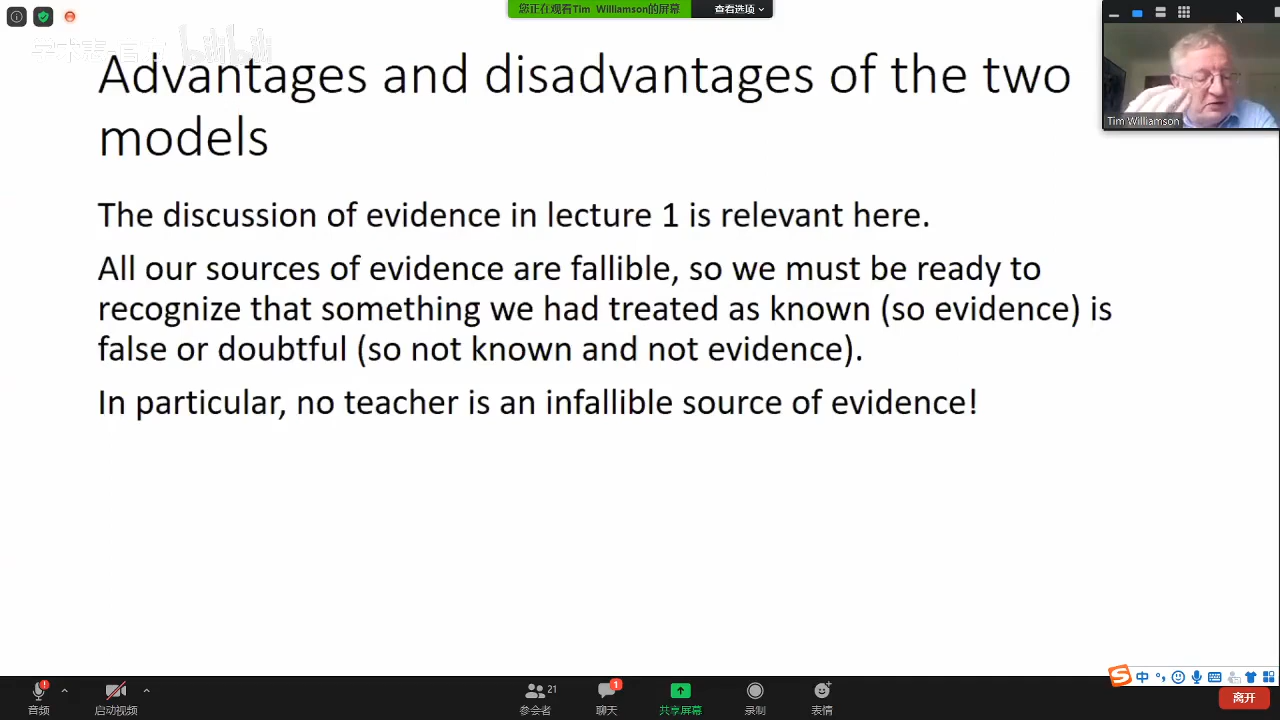 您正在观看Tim Williamson的屏幕
查看选项
Advantages and disadvantages of the two
models
Tim Williamson
The discussion of evidence in lecture 1 is relevant here.
All our sources of evidence are fallible, so we must be ready to
recognize that something we had treated as known (so evidence) is
false or doubtful (so not known and not evidence).
In particular, no teacher is an infallible source of evidence!
中
音频
启动视频
21
参会者
1
聊天
共享屏幕
录制
表情
离开